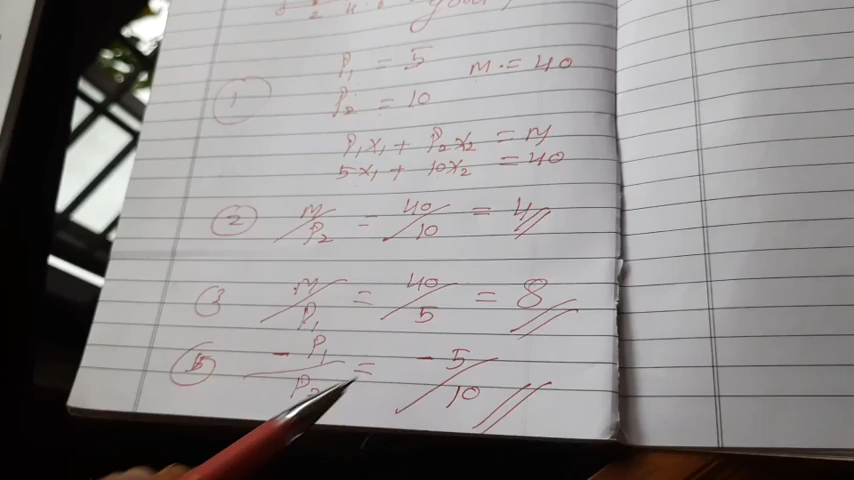 ① P₁ = 5 m = 40
P₂ = 10
P₁x₁ + P₂x₂ = m
5x₁ + 10x₂ = 40
② m/P₂ = 40/10 = 4
③ m/P₁ = 40/5 = 8
-P₁/P₂ = -5/10